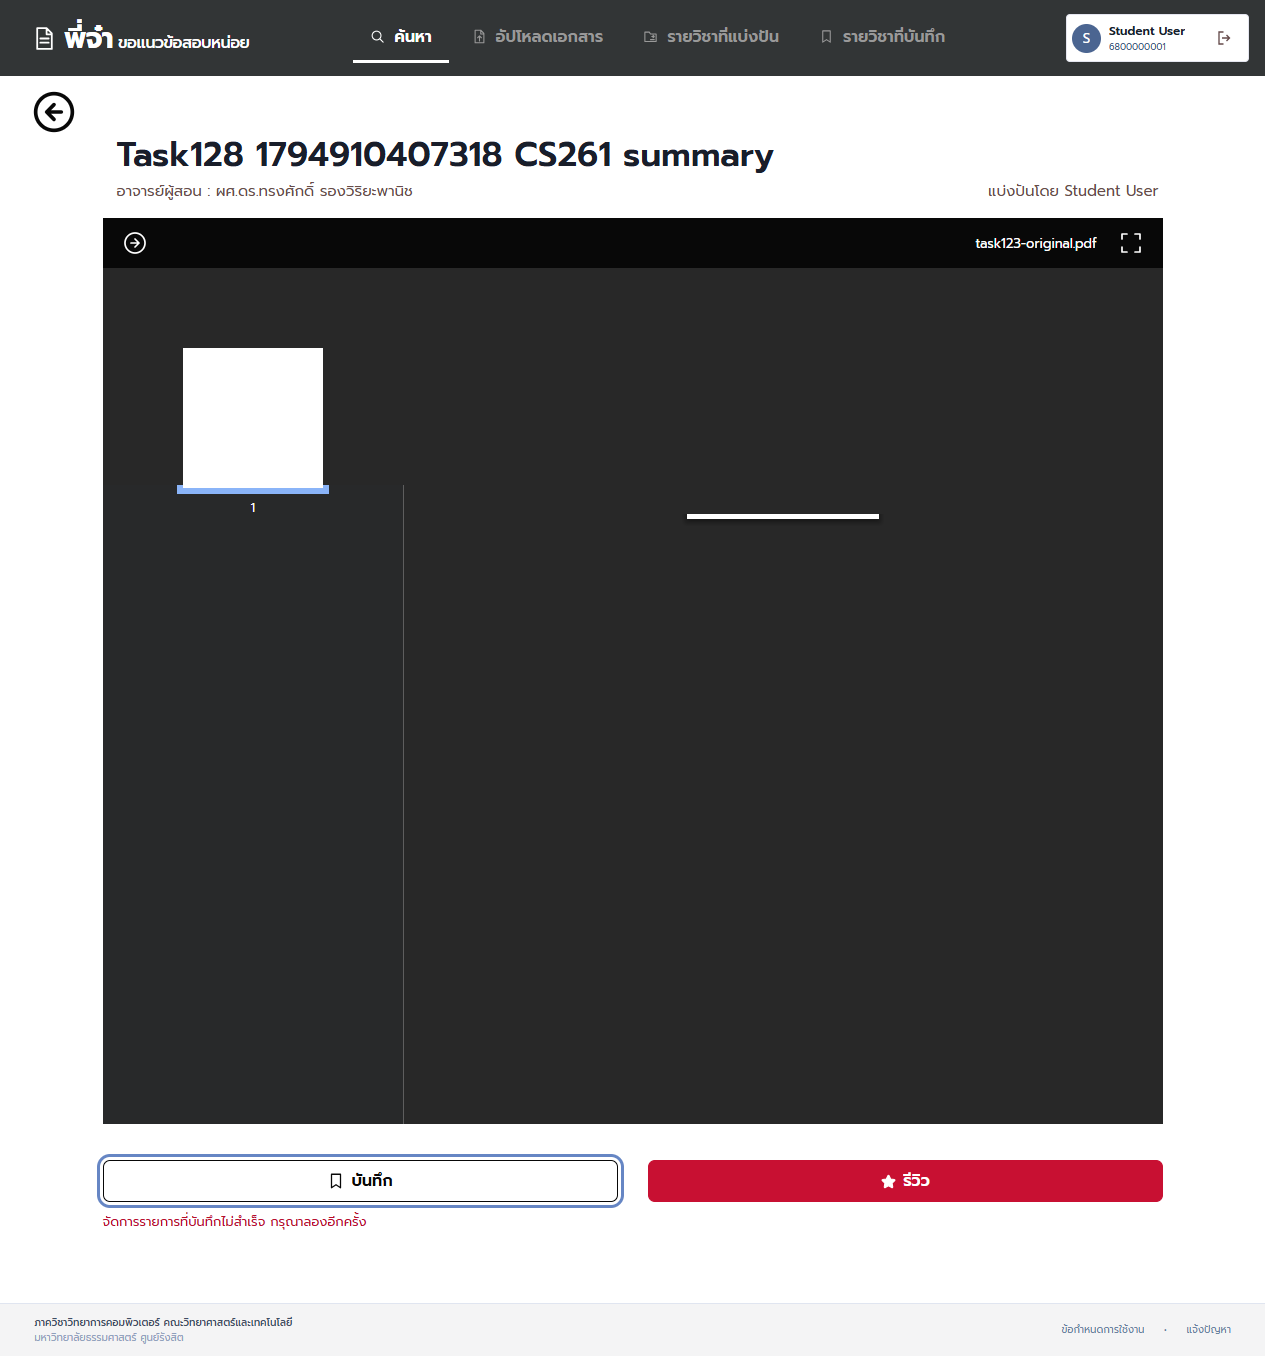 พี่จ๋า ขอแนวข้อสอบหน่อย
ค้นหา
อัปโหลดเอกสาร
รายวิชาที่แบ่งปัน
รายวิชาที่บันทึก
S
Student User
6800000001
Task128 1794910407318 CS261 summary
อาจารย์ผู้สอน : ผศ.ดร.ทรงศักดิ์ รองวิริยะพานิช
แบ่งปันโดย Student User
task123-original.pdf
1
บันทึก
รีวิว
จัดการรายการที่บันทึกไม่สำเร็จ กรุณาลองอีกครั้ง
ภาควิชาวิทยาการคอมพิวเตอร์ คณะวิทยาศาสตร์และเทคโนโลยี
มหาวิทยาลัยธรรมศาสตร์ ศูนย์รังสิต
ข้อกำหนดการใช้งาน · แจ้งปัญหา